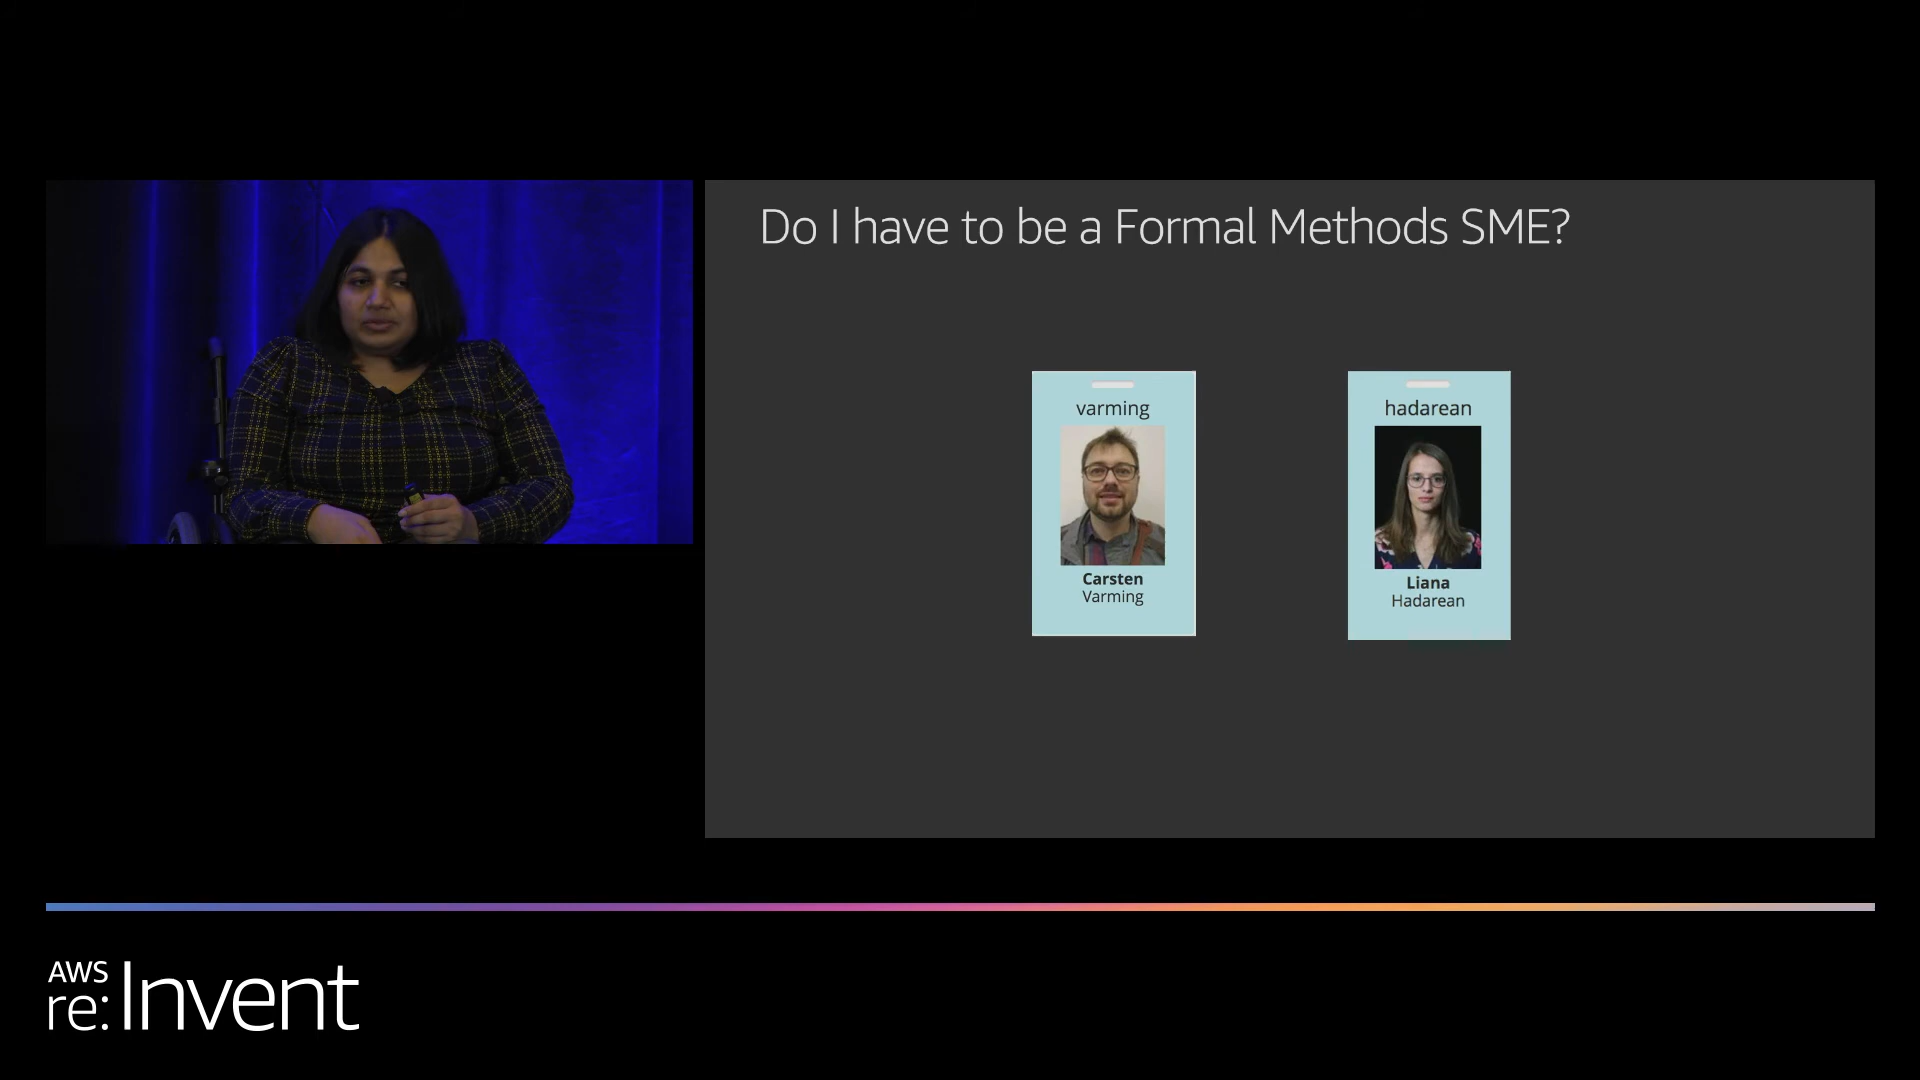 Do I have to be a Formal Methods SME?
varming
Carsten
Varming
hadarean
Liana
Hadarean
AWS
re:Invent